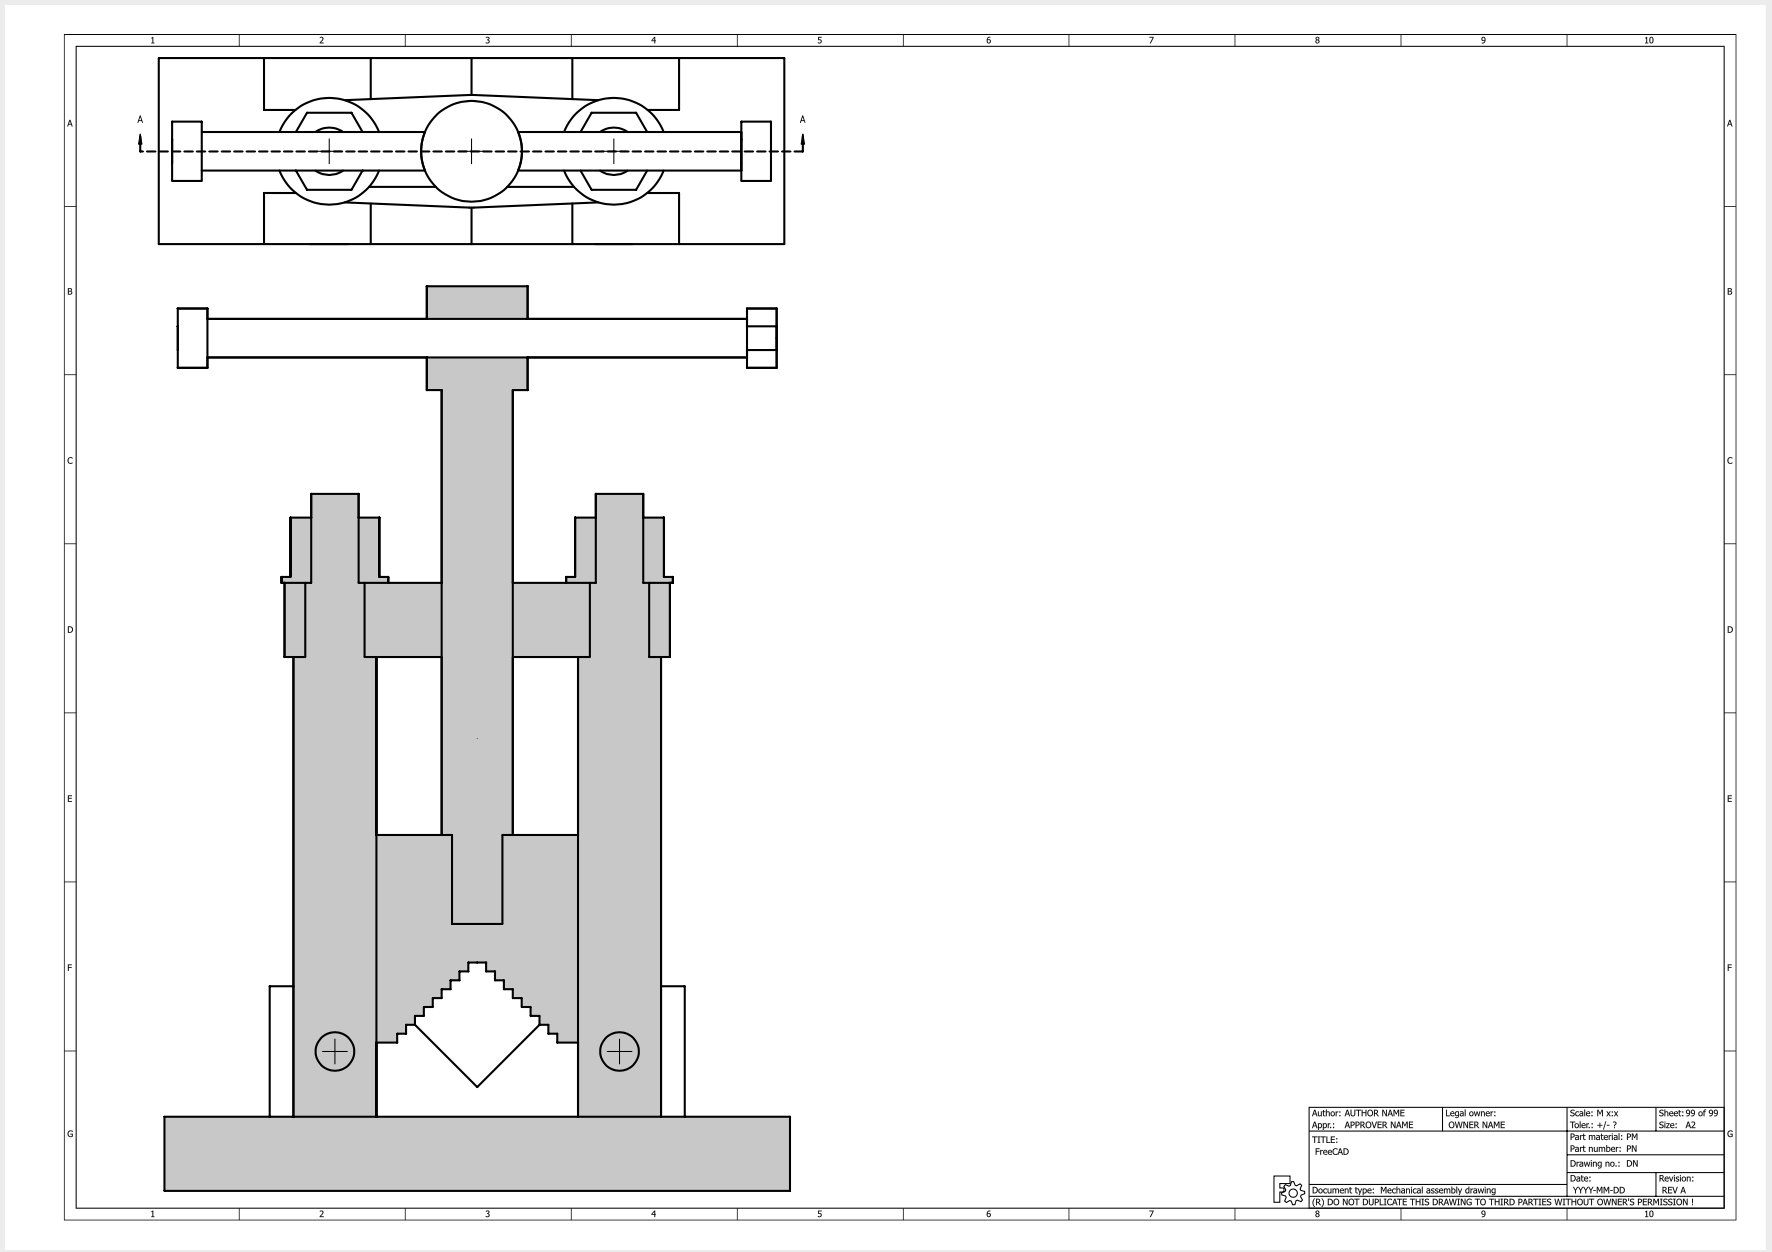 1 2 3 4 5 6 7 8 9 10
A A
A A
B B
C C
D D
E E
F F
G G
Author: AUTHOR NAME Legal owner: Scale: M x:x Sheet: 99 of 99
Appr.: APPROVER NAME OWNER NAME Toler.: +/- ? Size: A2
TITLE: Part material: PM
FreeCAD Part number: PN
Drawing no.: DN
Date: Revision:
Document type: Mechanical assembly drawing YYYY-MM-DD REV A
(R) DO NOT DUPLICATE THIS DRAWING TO THIRD PARTIES WITHOUT OWNER'S PERMISSION !
1 2 3 4 5 6 7 8 9 10